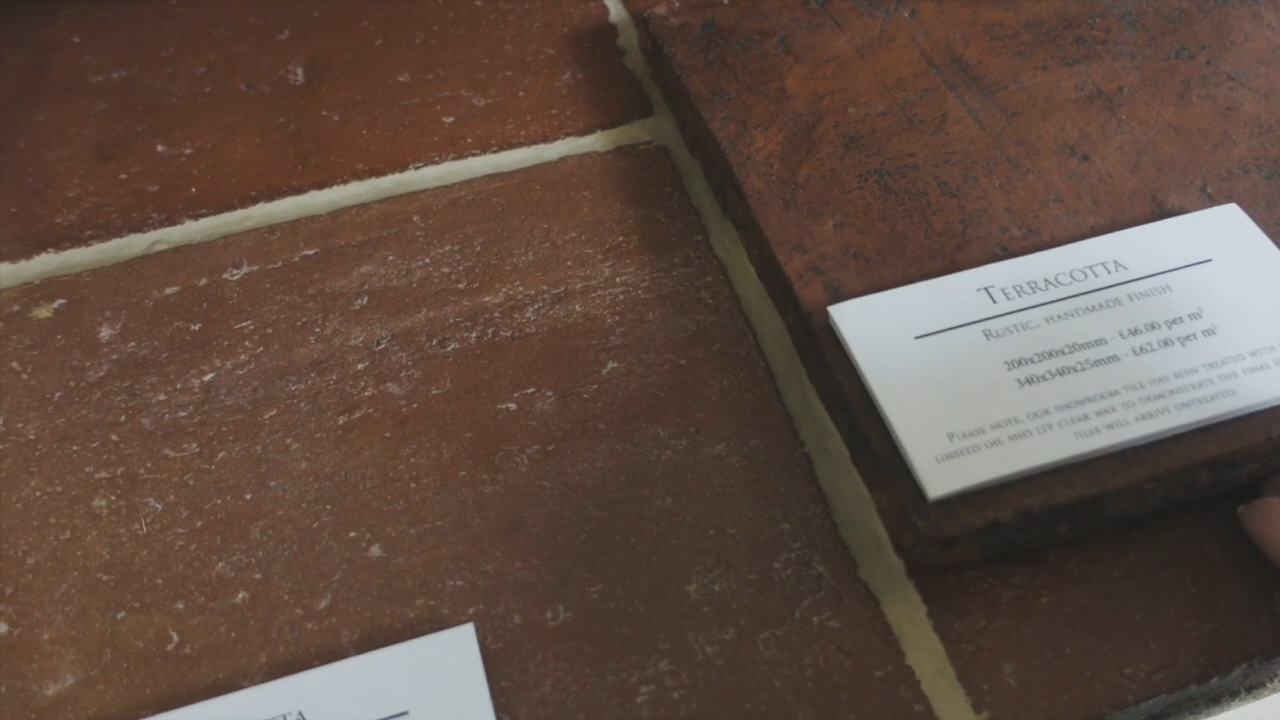 TERRACOTTA
RUSTIC, HANDMADE FINISH
200x200x20mm - £46.00 per m²
340x340x25mm - £62.00 per m²
PLEASE NOTE, OUR SHOWROOM TILE HAS BEEN TREATED WITH
LINSEED OIL AND LTP CLEAR WAX TO DEMONSTRATE THE FINAL
TILES WILL ARRIVE UNTREATED
TTA